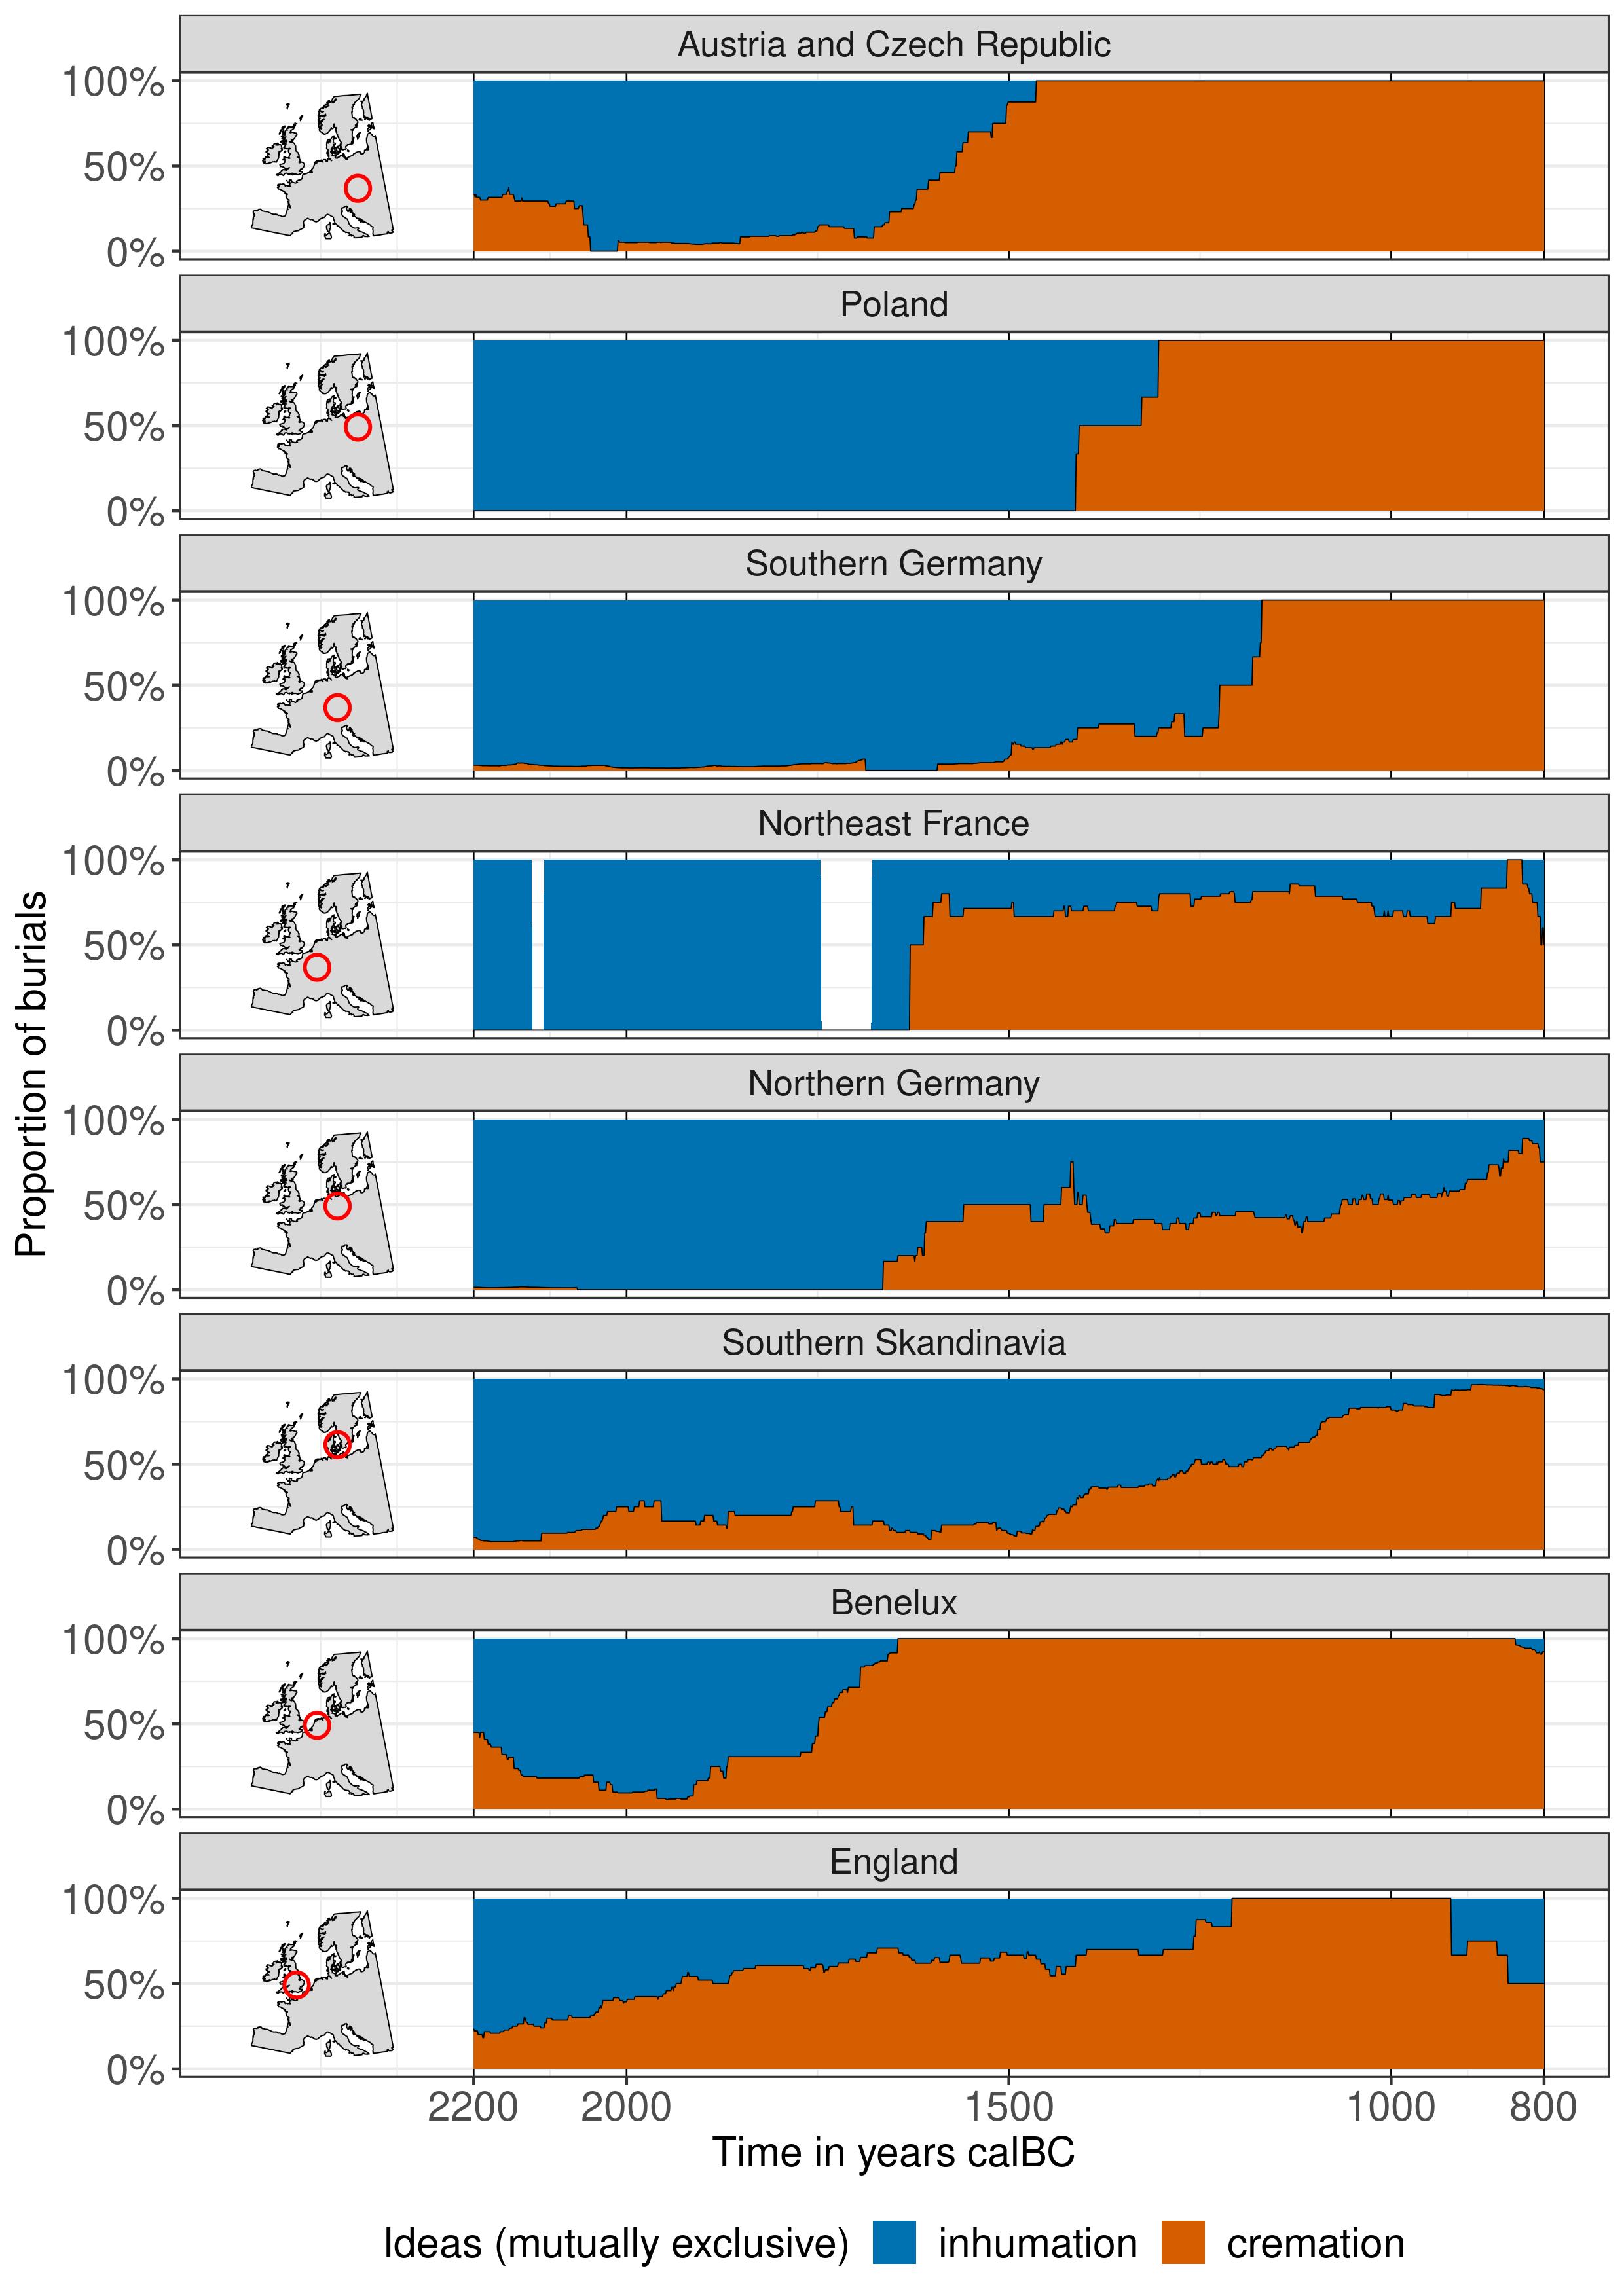 Austria and Czech Republic
100%
50%
0%
Poland
100%
50%
0%
Southern Germany
100%
50%
0%
Northeast France
100%
50%
0%
Northern Germany
100%
50%
0%
Southern Skandinavia
100%
50%
0%
Benelux
100%
50%
0%
England
100%
50%
0%
Proportion of burials
2200 2000 1500 1000 800
Time in years calBC
Ideas (mutually exclusive) inhumation cremation